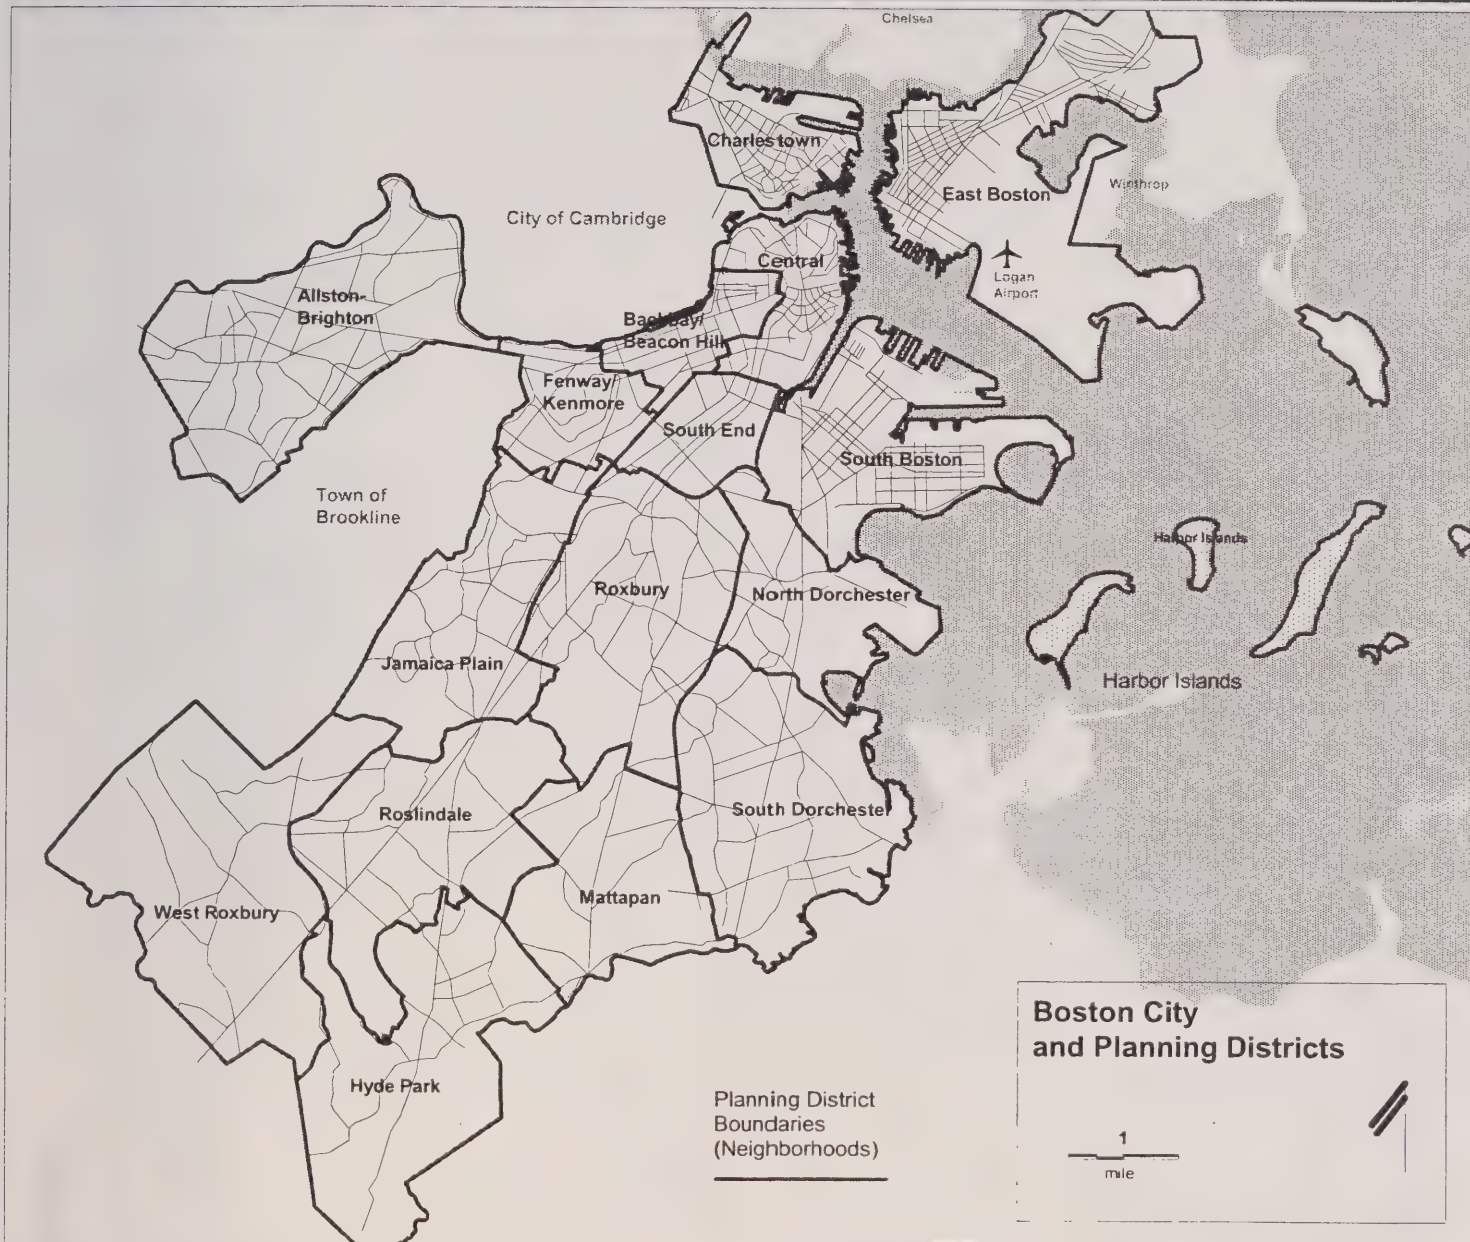 Chelsea
Charlestown
East Boston
Winthrop
City of Cambridge
Central
Logan
Airport
Allston-
Brighton
Backbay/
Beacon Hill
Fenway/
Kenmore
South End
South Boston
Town of
Brookline
Harbor Islands
Roxbury
North Dorchester
Jamaica Plain
Harbor Islands
Roslindale
South Dorchester
Mattapan
West Roxbury
Hyde Park
Boston City
and Planning Districts
Planning District
Boundaries
(Neighborhoods)
1
mile